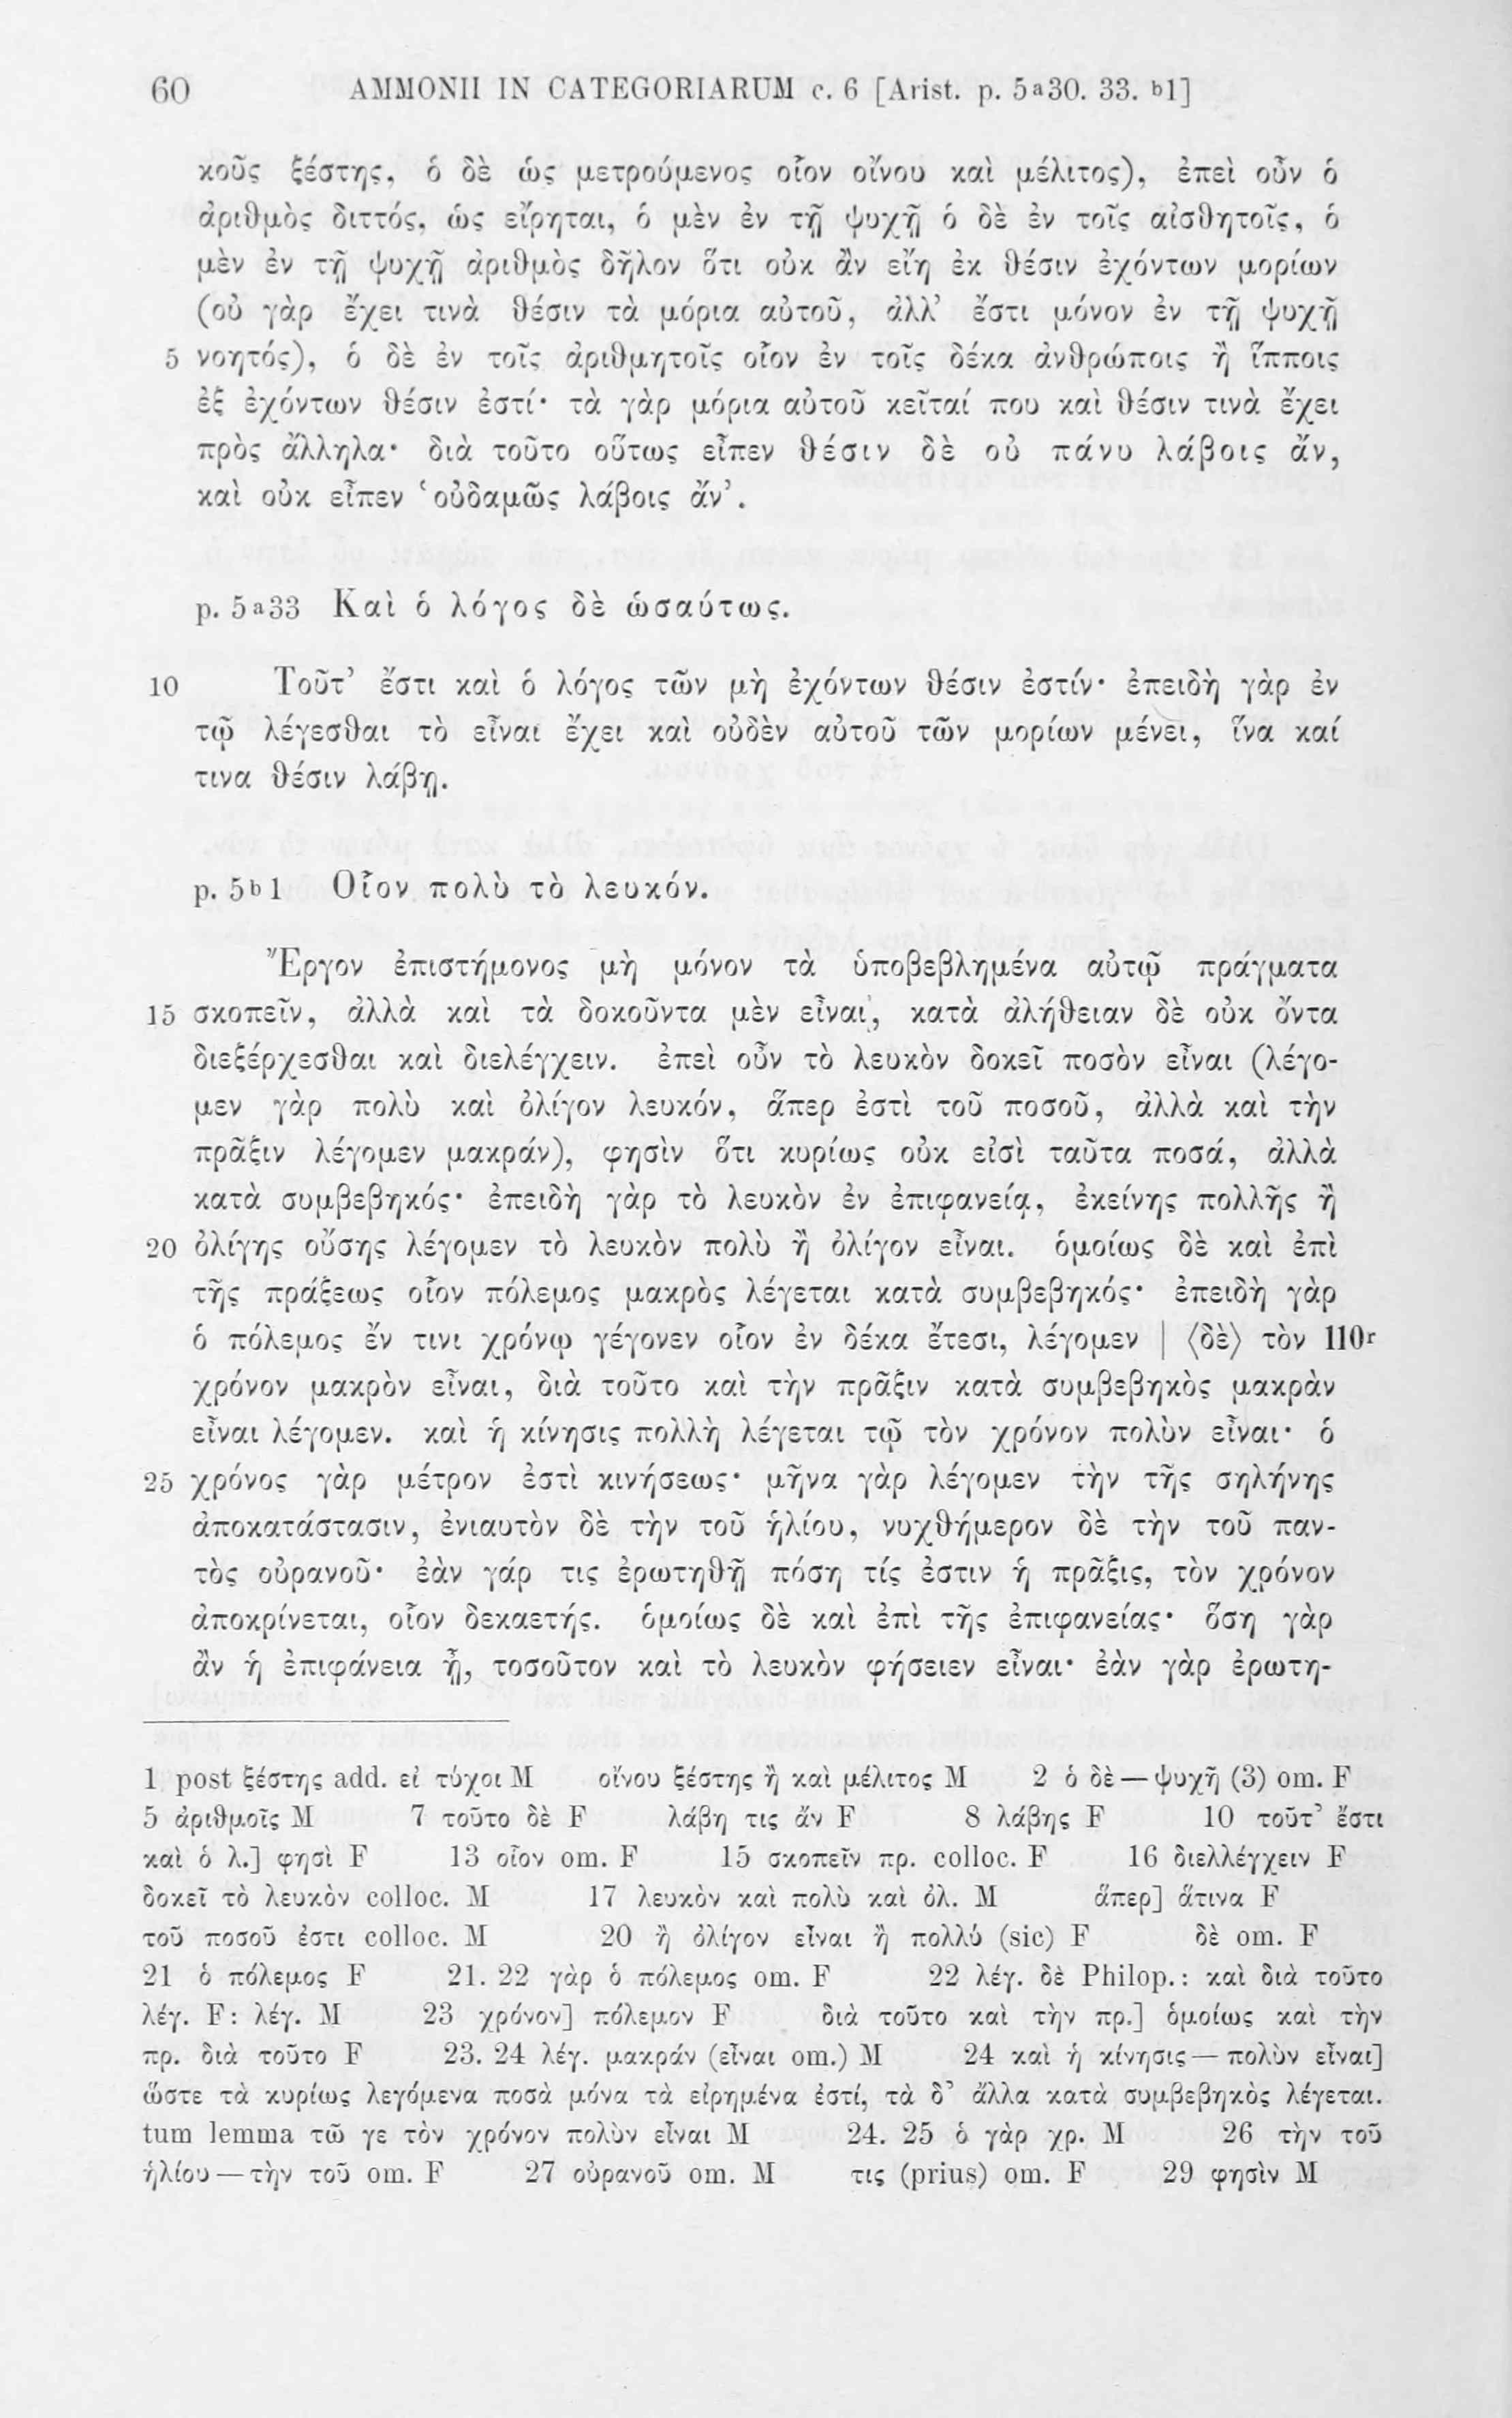 60 AMMONII IN CATEGORIARUM c. 6 [Arist. p. 5a30. 33. b1]
κοῦς ξέστης, ὁ δὲ ὡς μετρούμενος οἷον οἴνου καὶ μέλιτος), ἐπεὶ οὖν ὁ
ἀριθμὸς διττός, ὡς εἴρηται, ὁ μὲν ἐν τῇ ψυχῇ ὁ δὲ ἐν τοῖς αἰσθητοῖς, ὁ
μὲν ἐν τῇ ψυχῇ ἀριθμὸς δῆλον ὅτι οὐκ ἂν εἴη ἐκ θέσιν ἐχόντων μορίων
(οὐ γὰρ ἔχει τινὰ θέσιν τὰ μόρια αὐτοῦ, ἀλλ’ ἔστι μόνον ἐν τῇ ψυχῇ
5 νοητός), ὁ δὲ ἐν τοῖς ἀριθμητοῖς οἷον ἐν τοῖς δέκα ἀνθρώποις ἢ ἵπποις
ἐξ ἐχόντων θέσιν ἐστί· τὰ γὰρ μόρια αὐτοῦ κεῖταί που καὶ θέσιν τινὰ ἔχει
πρὸς ἄλληλα· διὰ τοῦτο οὕτως εἶπεν θέσιν δὲ οὐ πάνυ λάβοις ἄν,
καὶ οὐκ εἶπεν ‘οὐδαμῶς λάβοις ἄν’.
p. 5a33 Καὶ ὁ λόγος δὲ ὡσαύτως.
10 Τοῦτ’ ἔστι καὶ ὁ λόγος τῶν μὴ ἐχόντων θέσιν ἐστίν· ἐπειδὴ γὰρ ἐν
τῷ λέγεσθαι τὸ εἶναι ἔχει καὶ οὐδὲν αὐτοῦ τῶν μορίων μένει, ἵνα καί
τινα θέσιν λάβῃ.
p. 5b1 Οἷον πολὺ τὸ λευκόν.
Ἔργον ἐπιστήμονος μὴ μόνον τὰ ὑποβεβλημένα αὐτῷ πράγματα
15 σκοπεῖν, ἀλλὰ καὶ τὰ δοκοῦντα μὲν εἶναι, κατὰ ἀλήθειαν δὲ οὐκ ὄντα
διεξέρχεσθαι καὶ διελέγχειν. ἐπεὶ οὖν τὸ λευκὸν δοκεῖ ποσὸν εἶναι (λέγο-
μεν γὰρ πολὺ καὶ ὀλίγον λευκόν, ἅπερ ἐστὶ τοῦ ποσοῦ, ἀλλὰ καὶ τὴν
πρᾶξιν λέγομεν μακράν), φησὶν ὅτι κυρίως οὐκ εἰσὶ ταῦτα ποσά, ἀλλὰ
κατὰ συμβεβηκός· ἐπειδὴ γὰρ τὸ λευκὸν ἐν ἐπιφανείᾳ, ἐκείνης πολλῆς ἢ
20 ὀλίγης οὔσης λέγομεν τὸ λευκὸν πολὺ ἢ ὀλίγον εἶναι. ὁμοίως δὲ καὶ ἐπὶ
τῆς πράξεως οἷον πόλεμος μακρὸς λέγεται κατὰ συμβεβηκός· ἐπειδὴ γὰρ
ὁ πόλεμος ἔν τινι χρόνῳ γέγονεν οἷον ἐν δέκα ἔτεσι, λέγομεν | ⟨δὲ⟩ τὸν 110r
χρόνον μακρὸν εἶναι, διὰ τοῦτο καὶ τὴν πρᾶξιν κατὰ συμβεβηκὸς μακρὰν
εἶναι λέγομεν. καὶ ἡ κίνησις πολλὴ λέγεται τῷ τὸν χρόνον πολὺν εἶναι· ὁ
25 χρόνος γὰρ μέτρον ἐστὶ κινήσεως· μῆνα γὰρ λέγομεν τὴν τῆς σηλήνης
ἀποκατάστασιν, ἐνιαυτὸν δὲ τὴν τοῦ ἡλίου, νυχθήμερον δὲ τὴν τοῦ παν-
τὸς οὐρανοῦ· ἐὰν γάρ τις ἐρωτηθῇ πόση τίς ἐστιν ἡ πρᾶξις, τὸν χρόνον
ἀποκρίνεται, οἷον δεκαετής. ὁμοίως δὲ καὶ ἐπὶ τῆς ἐπιφανείας· ὅση γὰρ
ἂν ἡ ἐπιφάνεια ᾖ, τοσοῦτον καὶ τὸ λευκὸν φήσειεν εἶναι· ἐὰν γὰρ ἐρωτη-
1 post ξέστης add. εἰ τύχοι M οἴνου ξέστης ἢ καὶ μέλιτος M 2 ὁ δὲ — ψυχῇ (3) om. F
5 ἀριθμοῖς M 7 τοῦτο δὲ F λάβη τις ἄν F 8 λάβης F 10 τοῦτ’ ἔστι
καὶ ὁ λ.] φησὶ F 13 οἷον om. F 15 σκοπεῖν πρ. colloc. F 16 διελλέγχειν F
δοκεῖ τὸ λευκὸν colloc. M 17 λευκὸν καὶ πολὺ καὶ ὀλ. M ἅπερ] ἅτινα F
τοῦ ποσοῦ ἐστι colloc. M 20 ἢ ὀλίγον εἶναι ἢ πολλύ (sic) F δὲ om. F
21 ὁ πόλεμος F 21. 22 γὰρ ὁ πόλεμος om. F 22 λέγ. δὲ Philop.: καὶ διὰ τοῦτο
λέγ. F: λέγ. M 23 χρόνον] πόλεμον F διὰ τοῦτο καὶ τὴν πρ.] ὁμοίως καὶ τὴν
πρ. διὰ τοῦτο F 23. 24 λέγ. μακράν (εἶναι om.) M 24 καὶ ἡ κίνησις — πολὺν εἶναι]
ὥστε τὰ κυρίως λεγόμενα ποσὰ μόνα τὰ εἰρημένα ἐστί, τὰ δ’ ἄλλα κατὰ συμβεβηκὸς λέγεται.
tum lemma τῶ γε τὸν χρόνον πολὺν εἶναι M 24. 25 ὁ γὰρ χρ. M 26 τὴν τοῦ
ἡλίου — τὴν τοῦ om. F 27 οὐρανοῦ om. M τις (prius) om. F 29 φησὶν M